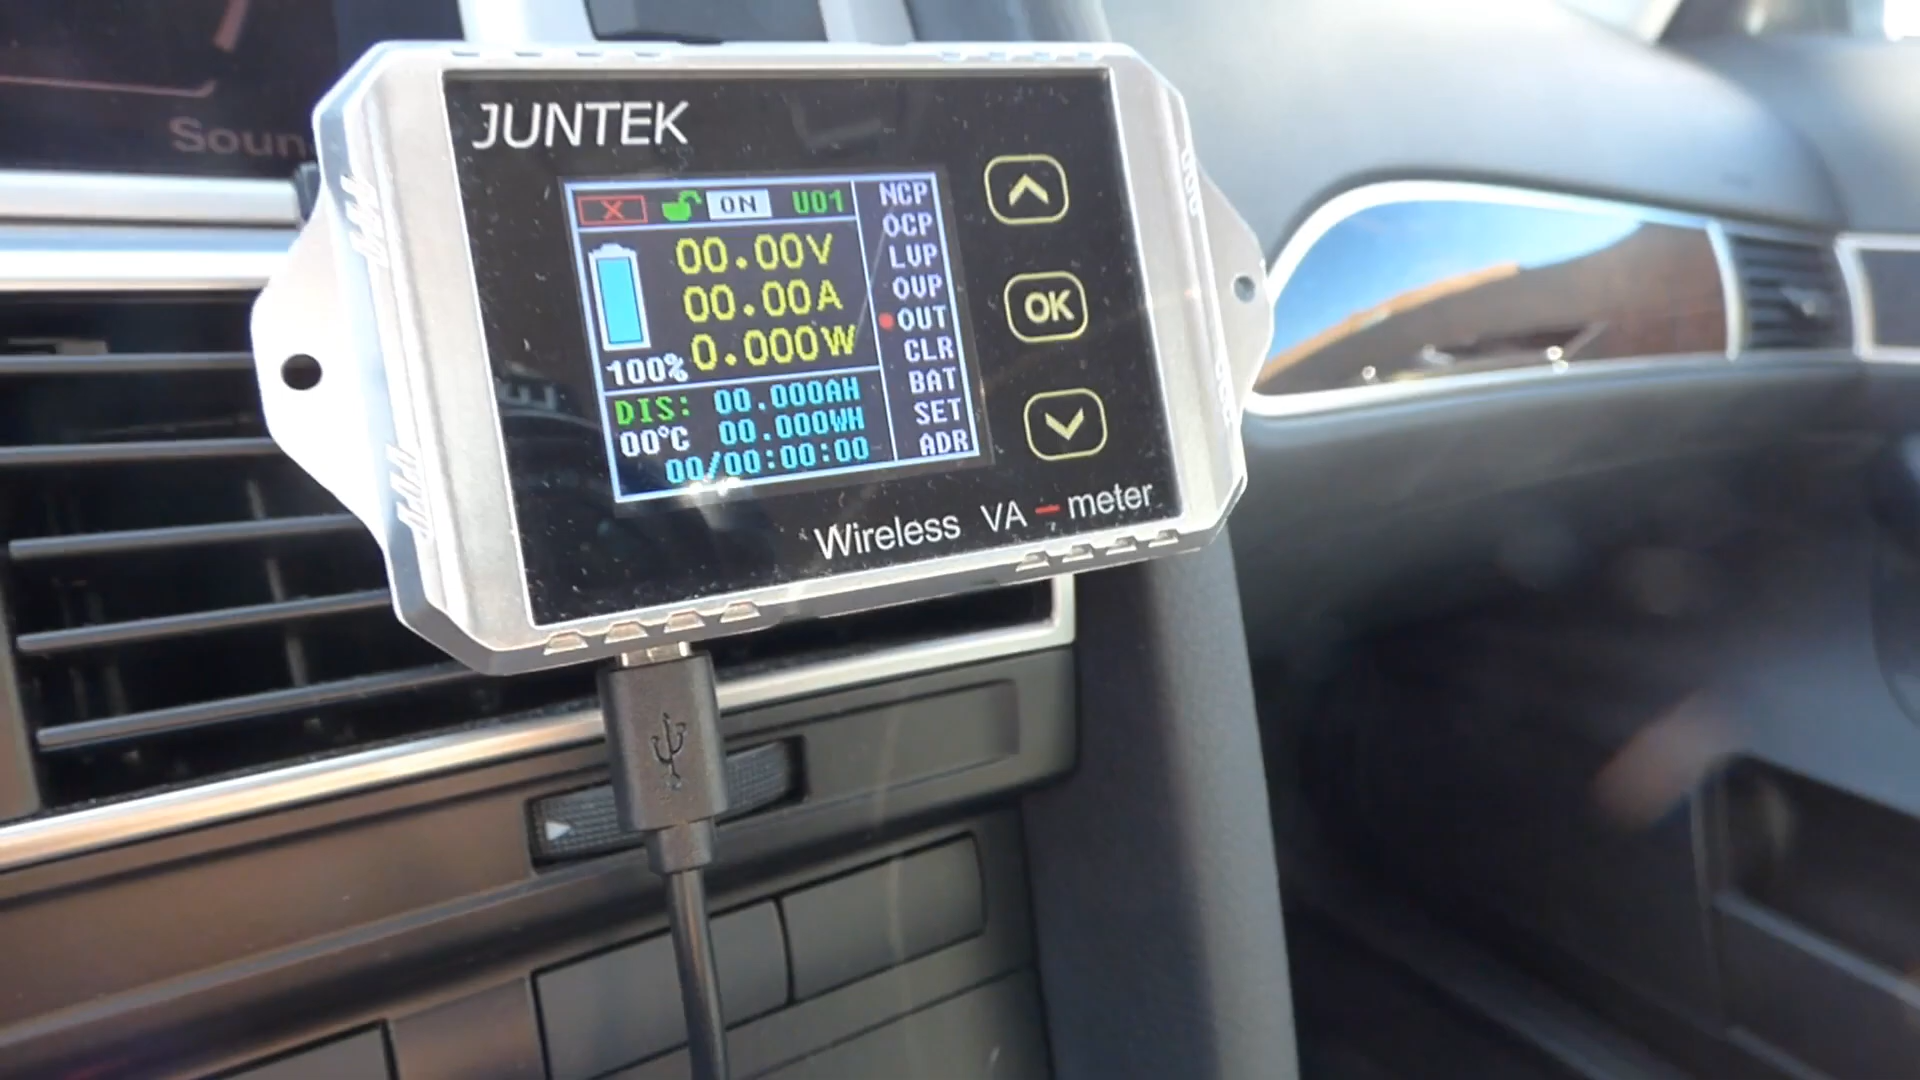 Soun
JUNTEK
X ON U01
00.00V
00.00A
0.000W
100%
DIS: 00.000AH
00°C 00.000WH
00/00:00:00
NCP
OCP
LVP
OVP
OUT
CLR
BAT
SET
ADR
OK
Wireless VA-meter